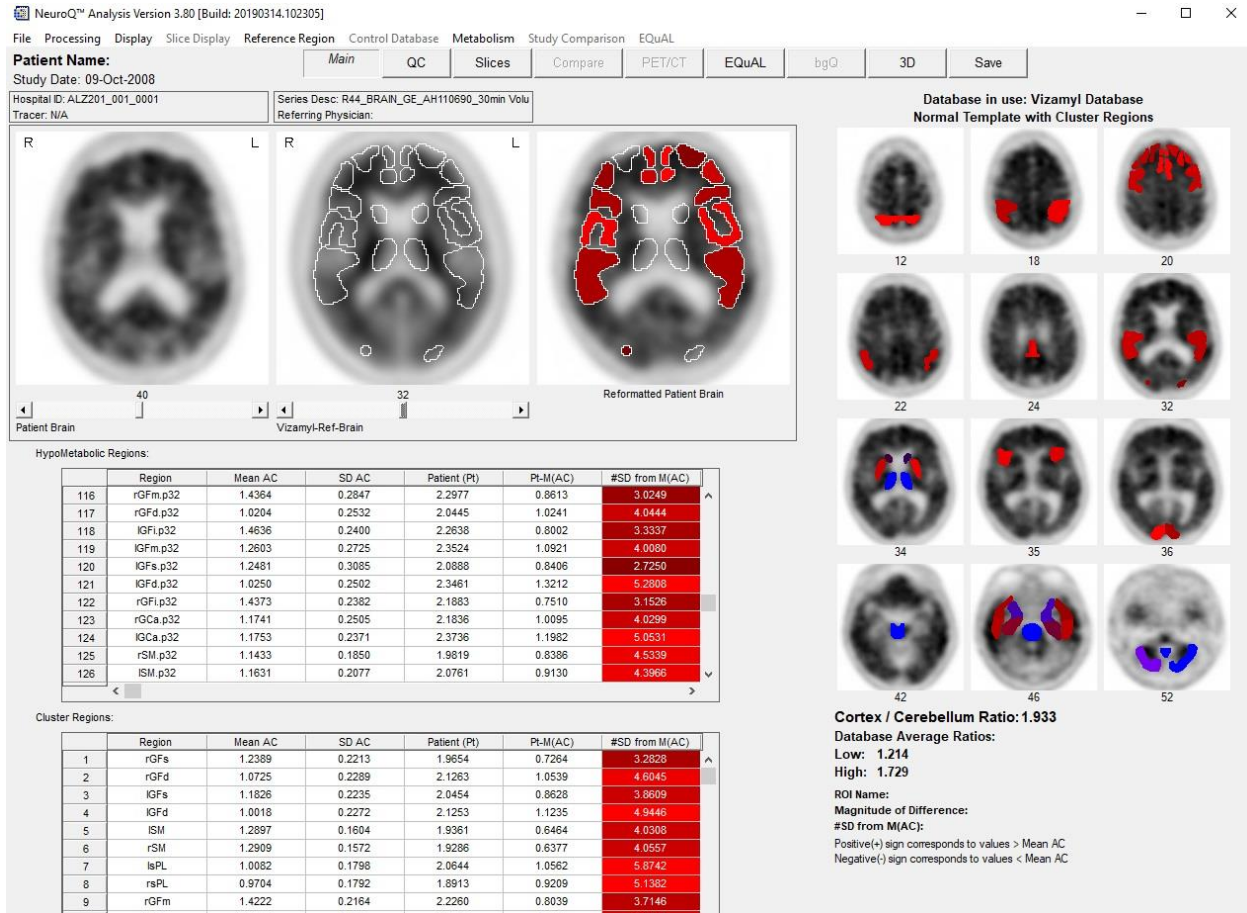 NeuroQ™ Analysis Version 3.80 [Build: 20190314.102305]
File Processing Display Slice Display Reference Region Control Database Metabolism Study Comparison EQuAL
Patient Name:
Main QC Slices Compare PET/CT EQuAL bgQ 3D Save
Study Date: 09-Oct-2008
Hospital ID: ALZ201_001_0001
Tracer: N/A
Series Desc: R44_BRAIN_GE_AH110690_30min Volu
Referring Physician:
R L R L
40 32 Reformatted Patient Brain
Patient Brain Vizamyl-Ref-Brain
HypoMetabolic Regions:
Region Mean AC SD AC Patient (Pt) Pt-M(AC) #SD from M(AC)
116 rGFm.p32 1.4364 0.2847 2.2977 0.8613 3.0249
117 rGFd.p32 1.0204 0.2532 2.0445 1.0241 4.0444
118 lGFi.p32 1.4636 0.2400 2.2638 0.8002 3.3337
119 lGFm.p32 1.2603 0.2725 2.3524 1.0921 4.0080
120 lGFs.p32 1.2481 0.3085 2.0888 0.8406 2.7250
121 lGFd.p32 1.0250 0.2502 2.3461 1.3212 5.2808
122 rGFi.p32 1.4373 0.2382 2.1883 0.7510 3.1526
123 rGCa.p32 1.1741 0.2505 2.1836 1.0095 4.0299
124 lGCa.p32 1.1753 0.2371 2.3736 1.1982 5.0531
125 rSM.p32 1.1433 0.1850 1.9819 0.8386 4.5339
126 lSM.p32 1.1631 0.2077 2.0761 0.9130 4.3966
Cluster Regions:
Region Mean AC SD AC Patient (Pt) Pt-M(AC) #SD from M(AC)
1 rGFs 1.2389 0.2213 1.9654 0.7264 3.2828
2 rGFd 1.0725 0.2289 2.1263 1.0539 4.6045
3 lGFs 1.1826 0.2235 2.0454 0.8628 3.8609
4 lGFd 1.0018 0.2272 2.1253 1.1235 4.9446
5 lSM 1.2897 0.1604 1.9361 0.6464 4.0308
6 rSM 1.2909 0.1572 1.9286 0.6377 4.0557
7 lsPL 1.0082 0.1798 2.0644 1.0562 5.8742
8 rsPL 0.9704 0.1792 1.8913 0.9209 5.1382
9 rGFm 1.4222 0.2164 2.2260 0.8039 3.7146
Database in use: Vizamyl Database
Normal Template with Cluster Regions
12 18 20
22 24 32
34 35 36
42 46 52
Cortex / Cerebellum Ratio: 1.933
Database Average Ratios:
Low: 1.214
High: 1.729
ROI Name:
Magnitude of Difference:
#SD from M(AC):
Positive(+) sign corresponds to values > Mean AC
Negative(-) sign corresponds to values < Mean AC